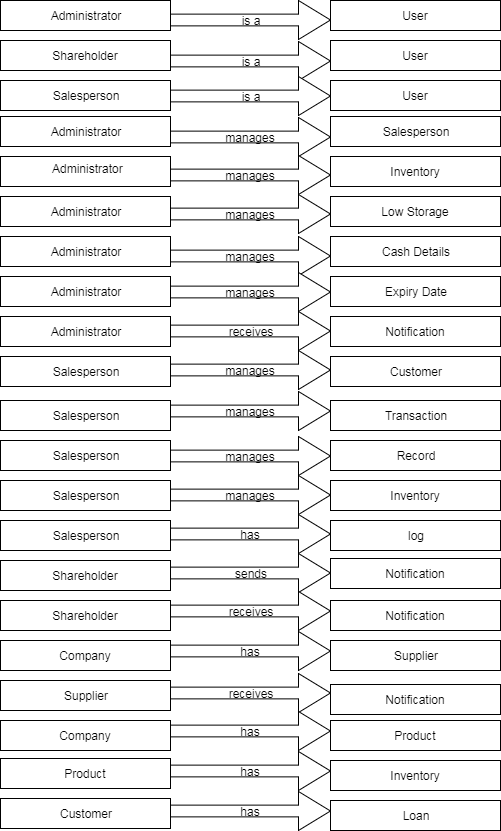 Administrator is a User
Shareholder is a User
Salesperson is a User
Administrator manages Salesperson
Administrator manages Inventory
Administrator manages Low Storage
Administrator manages Cash Details
Administrator manages Expiry Date
Administrator receives Notification
Salesperson manages Customer
Salesperson manages Transaction
Salesperson manages Record
Salesperson manages Inventory
Salesperson has log
Shareholder sends Notification
Shareholder receives Notification
Company has Supplier
Supplier receives Notification
Company has Product
Product has Inventory
Customer has Loan